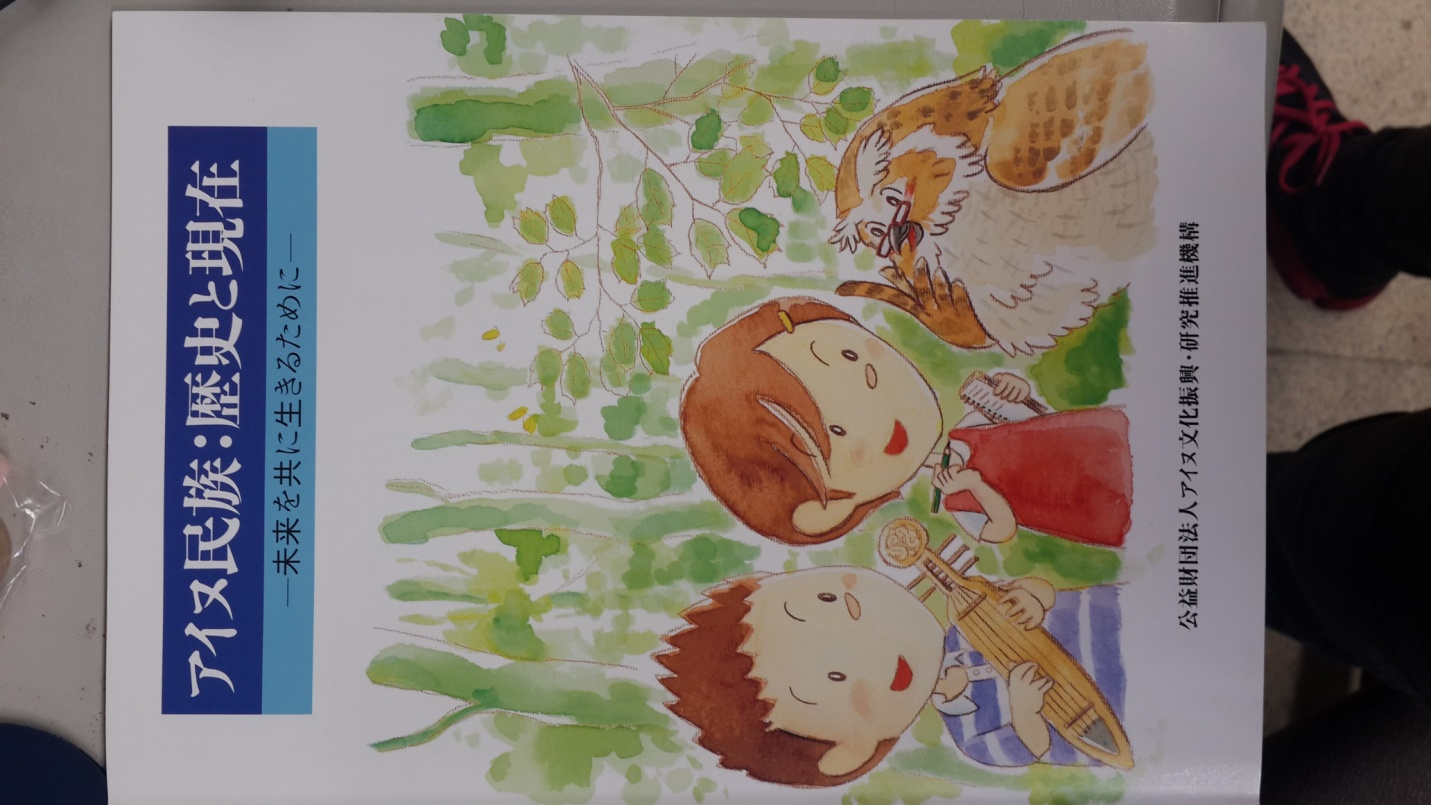 アイヌ民族：歴史と現在
―未来を共に生きるために―
公益財団法人アイヌ文化振興・研究推進機構